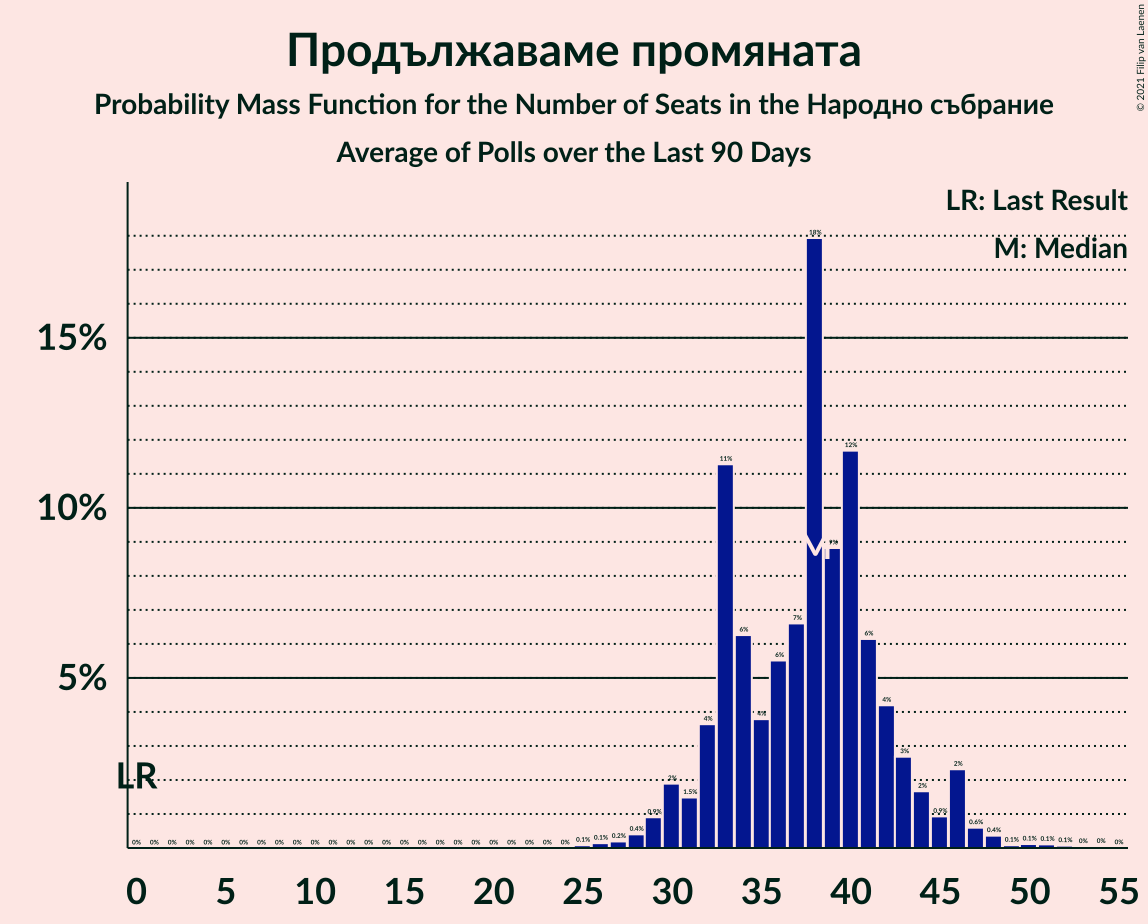 Продължаваме промяната
Probability Mass Function for the Number of Seats in the Народно събрание
Average of Polls over the Last 90 Days
© 2021 Filip van Laenen
LR: Last Result
M: Median
18%
15%
12%
11%
10%
9%
M
7%
6% 6% 6%
5%
4% 4% 4%
3%
LR
2% 2% 2%
1.5%
0.9% 0.9%
0.6%
0.4% 0.4%
0% 0% 0% 0% 0% 0% 0% 0% 0% 0% 0% 0% 0% 0% 0% 0% 0% 0% 0% 0% 0% 0% 0% 0% 0% 0.1% 0.1% 0.2% 0.1% 0.1% 0.1% 0.1% 0% 0% 0%
0 5 10 15 20 25 30 35 40 45 50 55